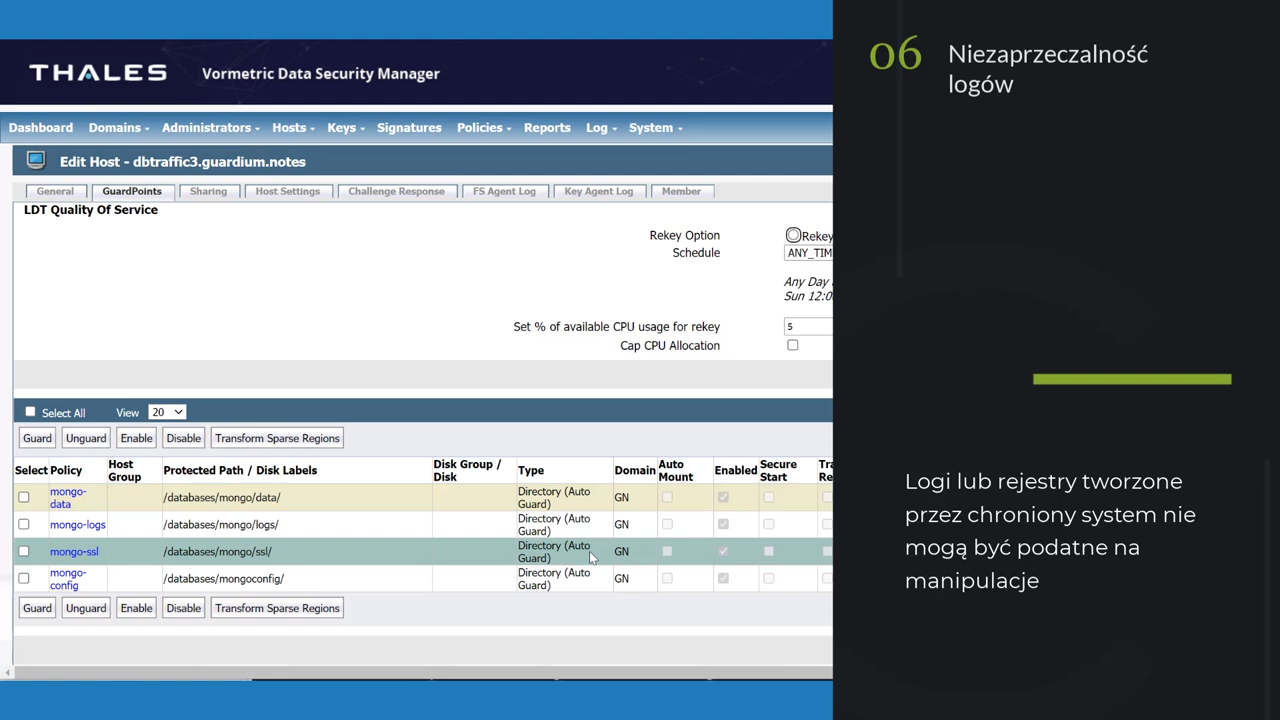 THALES Vormetric Data Security Manager
Dashboard Domains Administrators Hosts Keys Signatures Policies Reports Log System
Edit Host - dbtraffic3.guardium.notes
General GuardPoints Sharing Host Settings Challenge Response FS Agent Log Key Agent Log Member
LDT Quality Of Service
Rekey Option Rekey
Schedule ANY_TIM
Any Day
Sun 12:0
Set % of available CPU usage for rekey 5
Cap CPU Allocation
Select All View 20
Guard Unguard Enable Disable Transform Sparse Regions
Select Policy Host Group Protected Path / Disk Labels Disk Group / Disk Type Domain Auto Mount Enabled Secure Start Tra Re
mongo-data /databases/mongo/data/ Directory (Auto Guard) GN
mongo-logs /databases/mongo/logs/ Directory (Auto Guard) GN
mongo-ssl /databases/mongo/ssl/ Directory (Auto Guard) GN
mongo-config /databases/mongoconfig/ Directory (Auto Guard) GN
Guard Unguard Enable Disable Transform Sparse Regions
06 Niezaprzeczalność
logów
Logi lub rejestry tworzone
przez chroniony system nie
mogą być podatne na
manipulacje